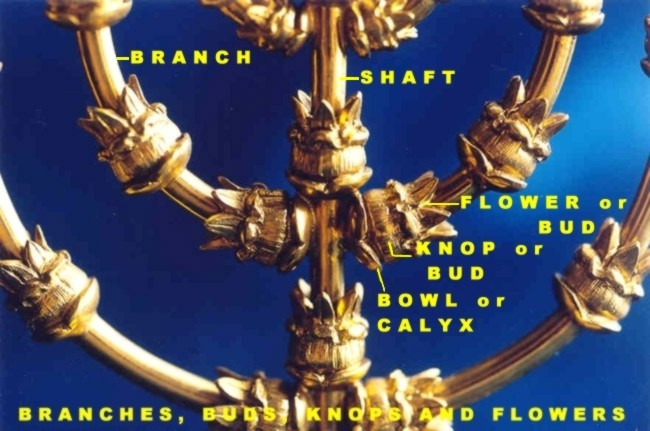 BRANCH
SHAFT
FLOWER or
BUD
KNOP or
BUD
BOWL or
CALYX
BRANCHES, BUDS, KNOPS AND FLOWERS